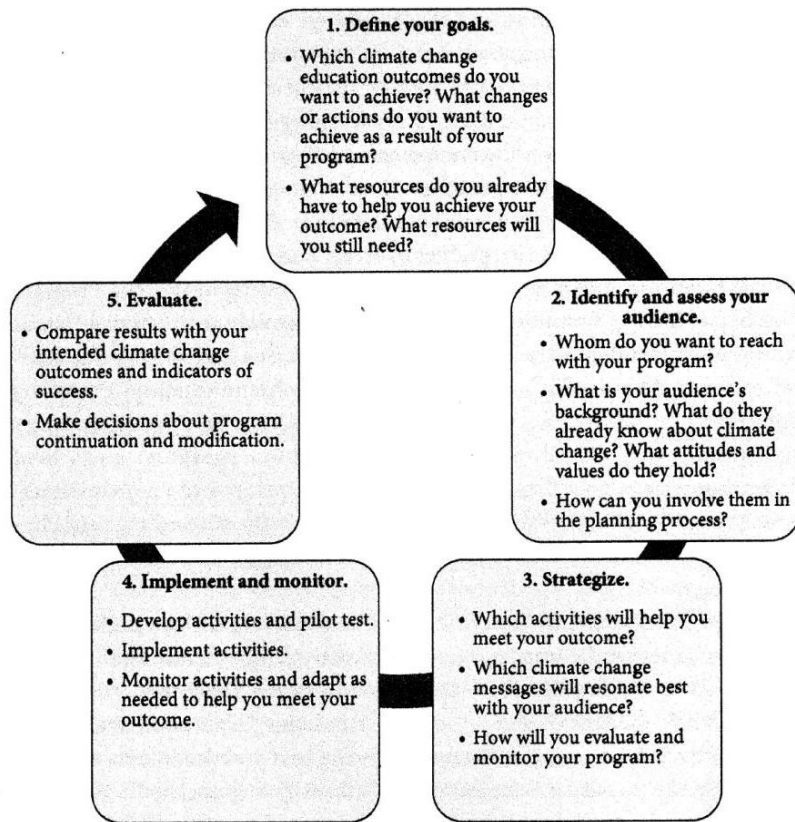 1. Define your goals.
• Which climate change
education outcomes do you
want to achieve? What changes
or actions do you want to
achieve as a result of your
program?
• What resources do you already
have to help you achieve your
outcome? What resources will
you still need?
2. Identify and assess your
audience.
• Whom do you want to reach
with your program?
• What is your audience's
background? What do they
already know about climate
change? What attitudes and
values do they hold?
• How can you involve them in
the planning process?
3. Strategize.
• Which activities will help you
meet your outcome?
• Which climate change
messages will resonate best
with your audience?
• How will you evaluate and
monitor your program?
4. Implement and monitor.
• Develop activities and pilot test.
• Implement activities.
• Monitor activities and adapt as
needed to help you meet your
outcome.
5. Evaluate.
• Compare results with your
intended climate change
outcomes and indicators of
success.
• Make decisions about program
continuation and modification.